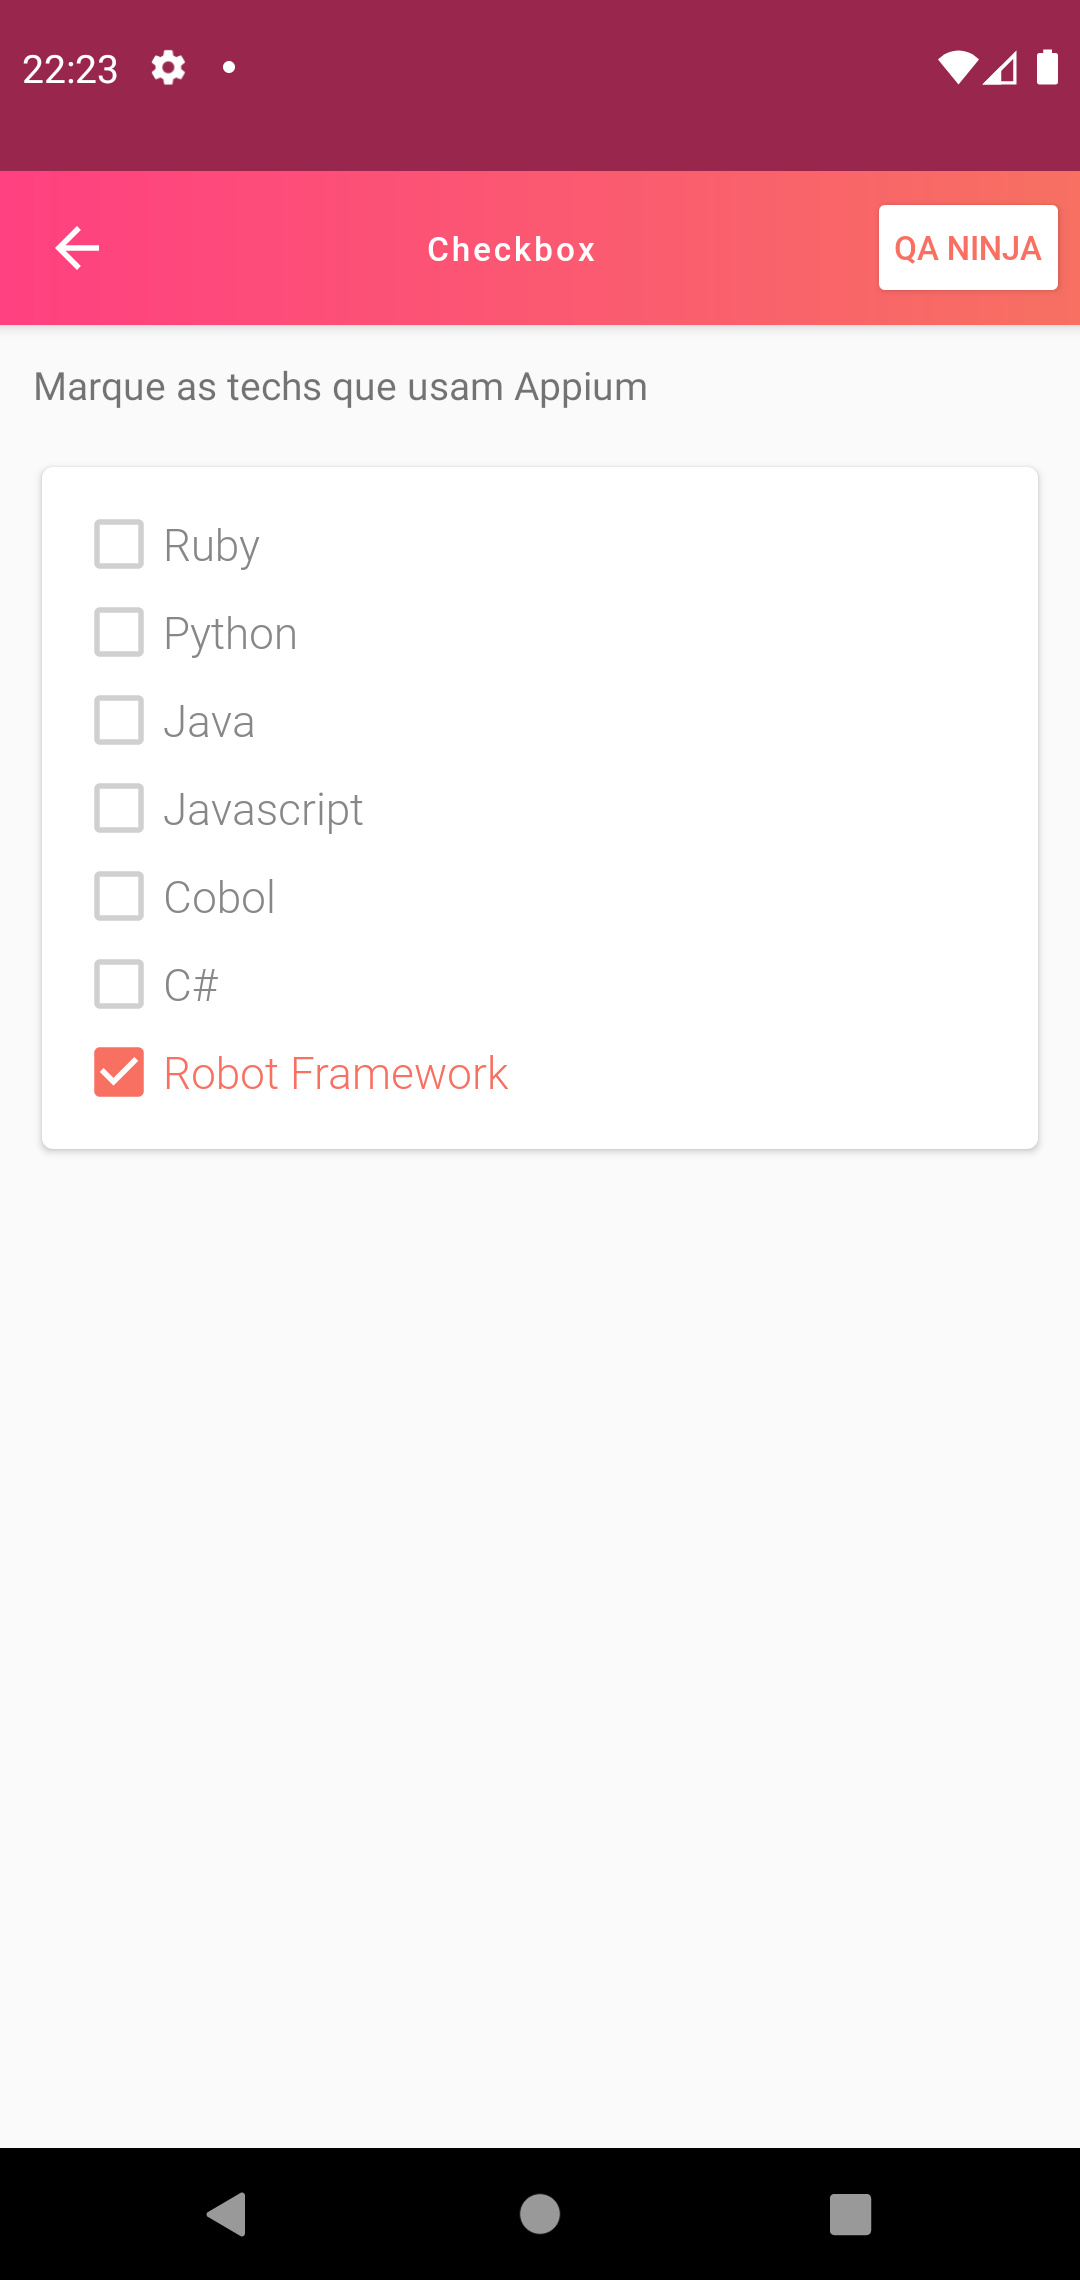 22:23
Checkbox
QA NINJA
Marque as techs que usam Appium
Ruby
Python
Java
Javascript
Cobol
C#
Robot Framework